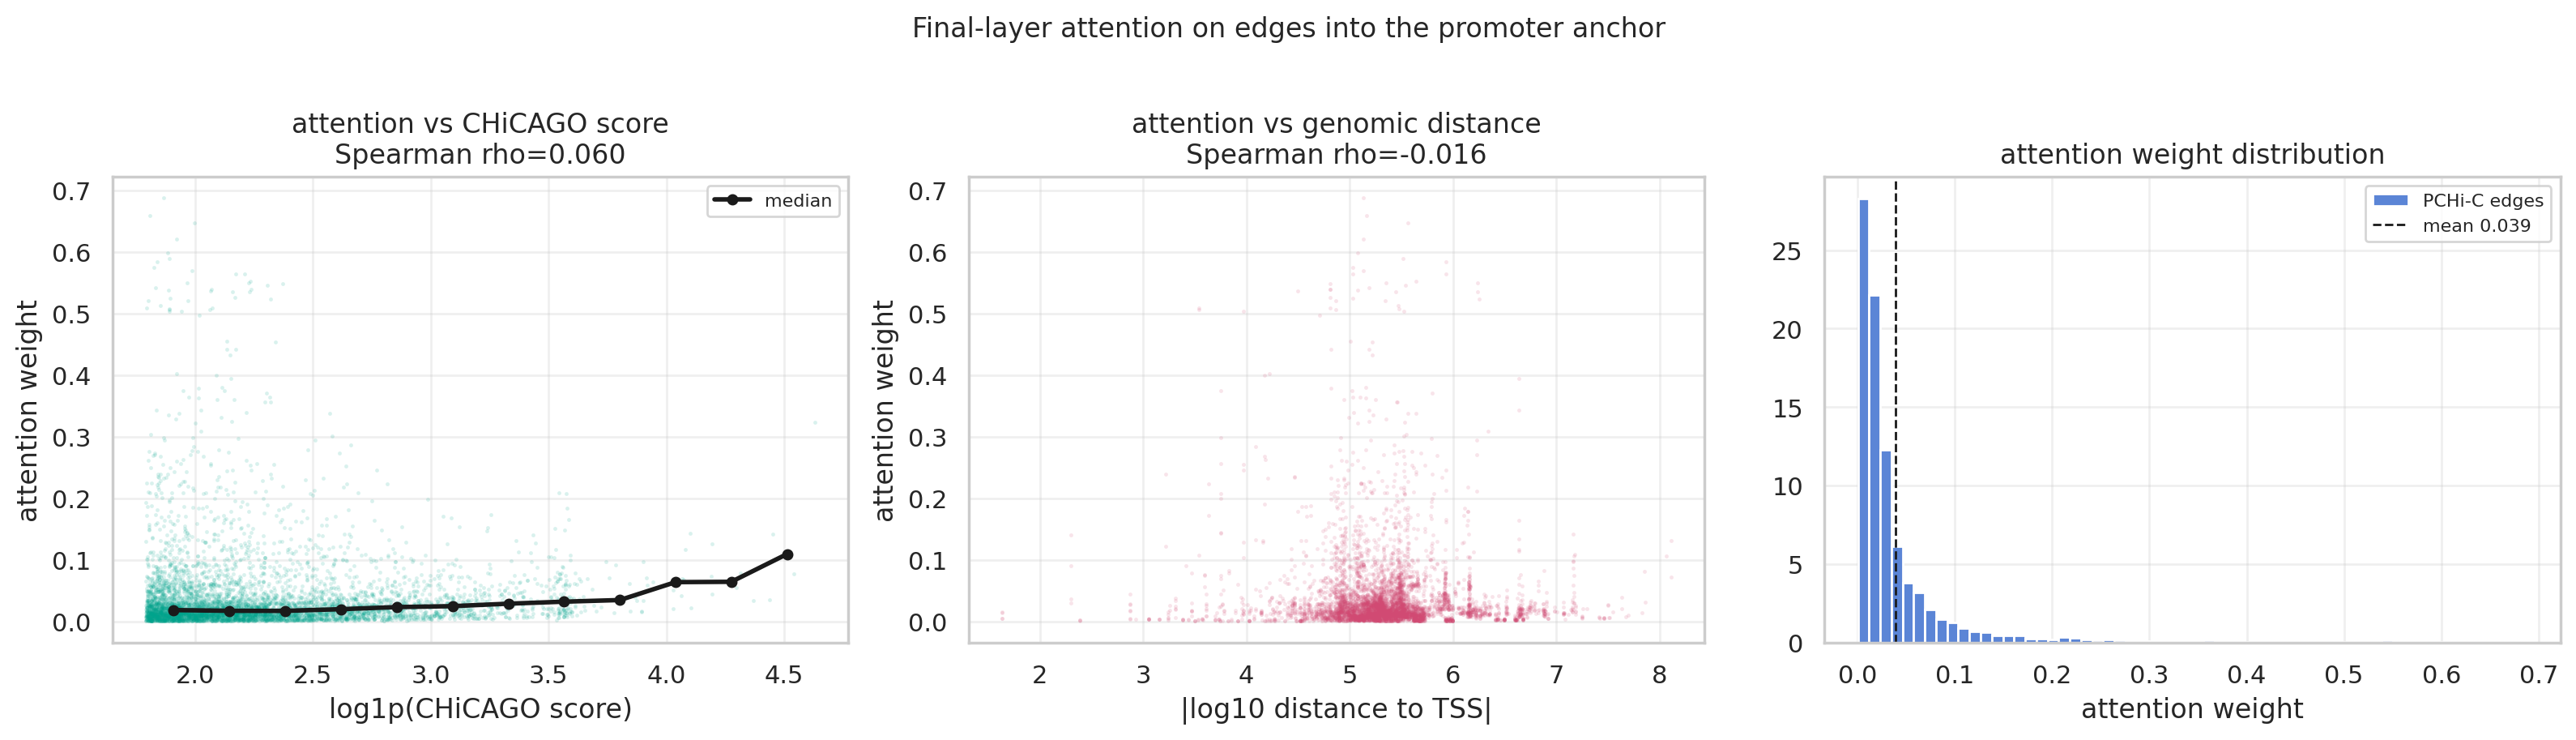 Final-layer attention on edges into the promoter anchor
attention vs CHiCAGO score
Spearman rho=0.060
attention weight
0.7
0.6
0.5
0.4
0.3
0.2
0.1
0.0
median
2.0 2.5 3.0 3.5 4.0 4.5
log1p(CHiCAGO score)
attention vs genomic distance
Spearman rho=-0.016
attention weight
0.7
0.6
0.5
0.4
0.3
0.2
0.1
0.0
2 3 4 5 6 7 8
|log10 distance to TSS|
attention weight distribution
25
20
15
10
5
0
PCHi-C edges
mean 0.039
0.0 0.1 0.2 0.3 0.4 0.5 0.6 0.7
attention weight